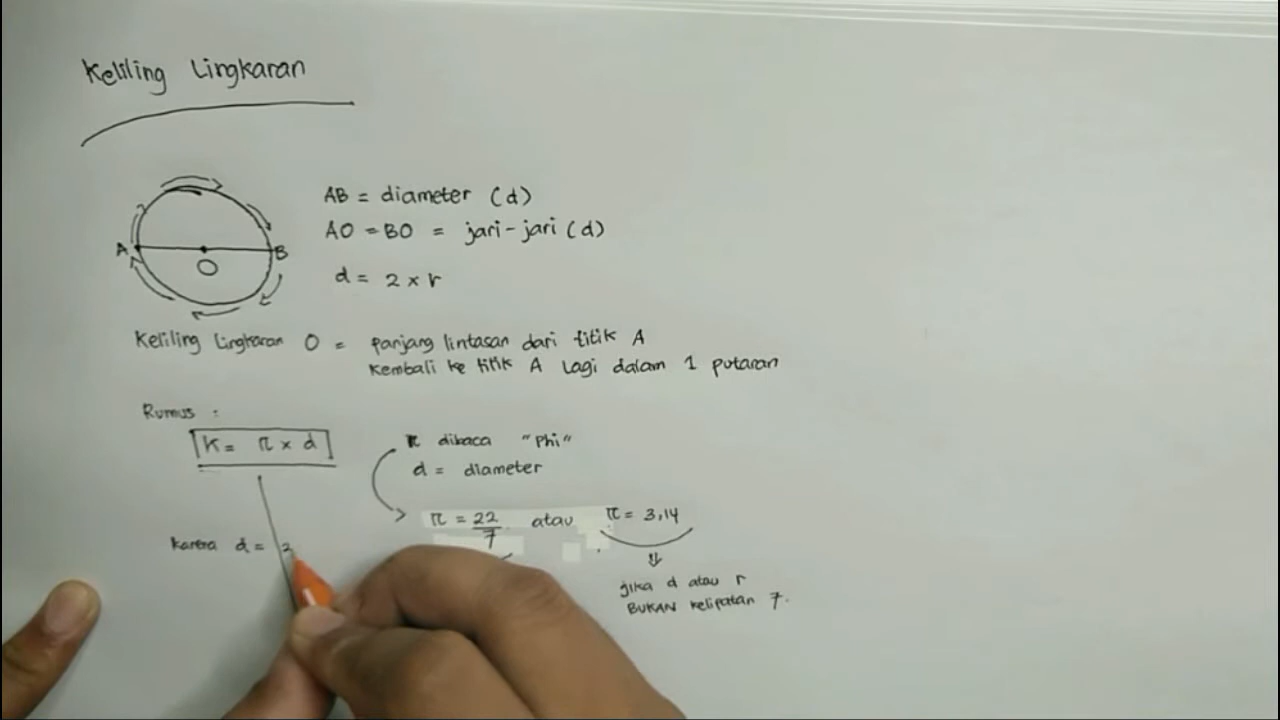 Keliling Lingkaran
A
O
B
AB = diameter (d)
AO = BO = jari-jari (d)
d = 2 x r
Keliling Lingkaran O = panjang lintasan dari titik A
kembali ke titik A lagi dalam 1 putaran
Rumus :
K = π x d
π dibaca "Phi"
d = diameter
π = 22/7 atau π = 3,14
jika d atau r
BUKAN kelipatan 7.
karena d = 2